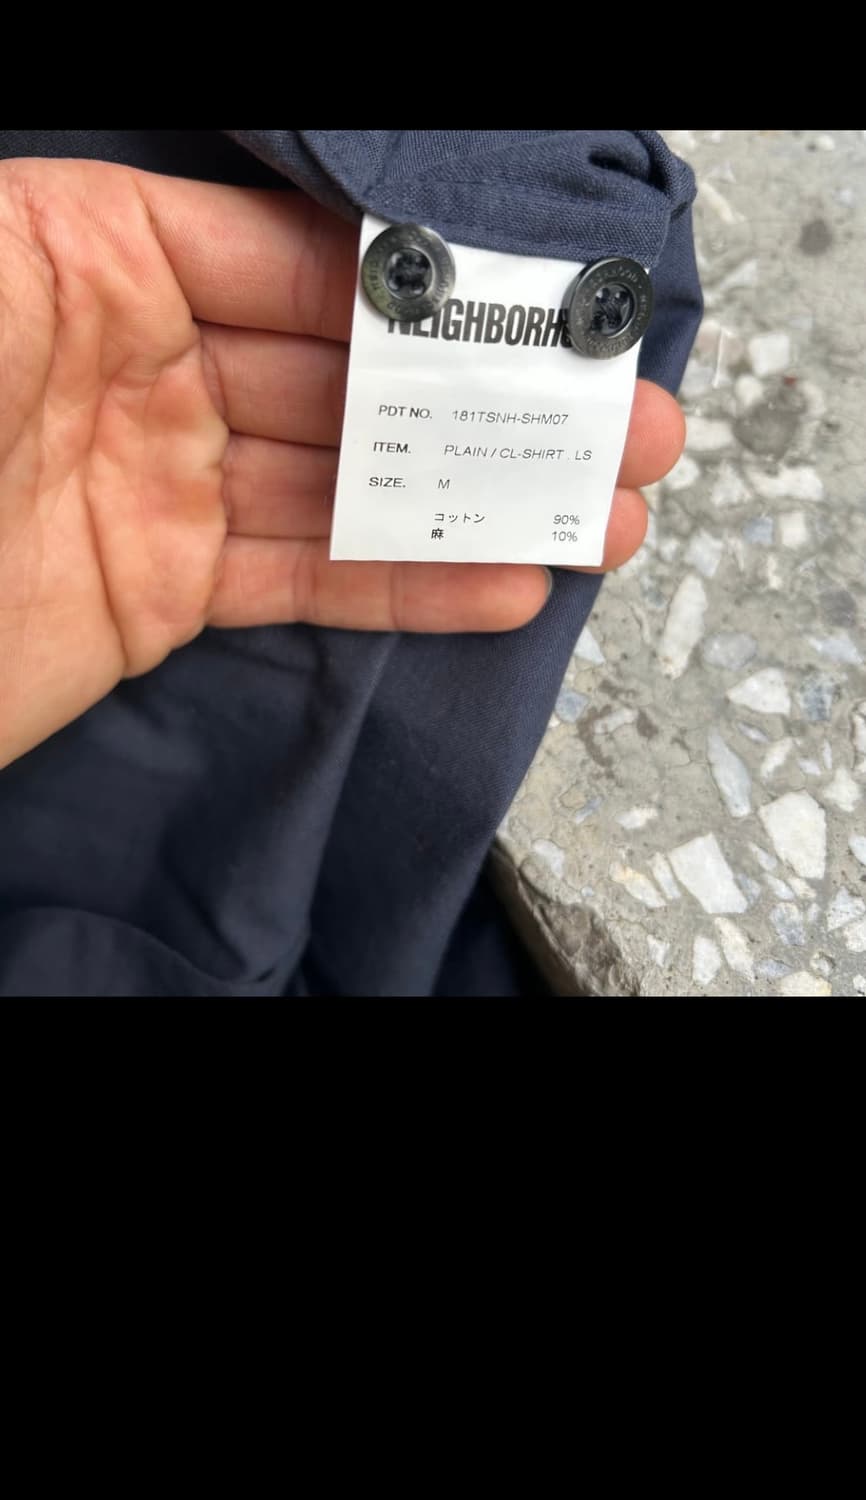 NEIGHBORH
PDT NO. 181TSNH-SHM07
ITEM. PLAIN / CL-SHIRT . LS
SIZE. M
コットン 90%
麻 10%